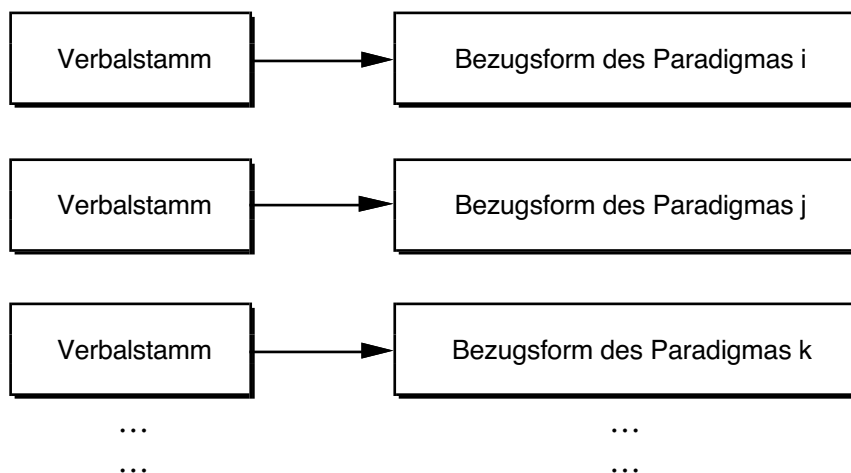 Verbalstamm Bezugsform des Paradigmas i
Verbalstamm Bezugsform des Paradigmas j
Verbalstamm Bezugsform des Paradigmas k
... ...
... ...